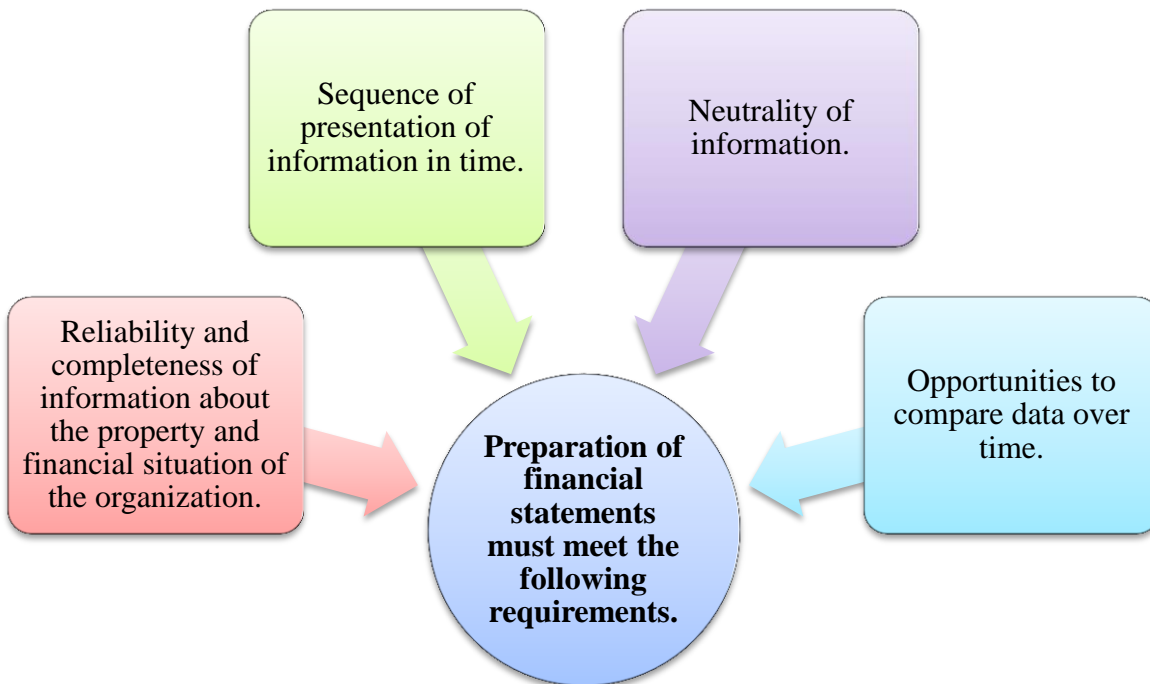 Sequence of
presentation of
information in time.
Neutrality of
information.
Reliability and
completeness of
information about
the property and
financial situation of
the organization.
Opportunities to
compare data over
time.
Preparation of
financial
statements
must meet the
following
requirements.